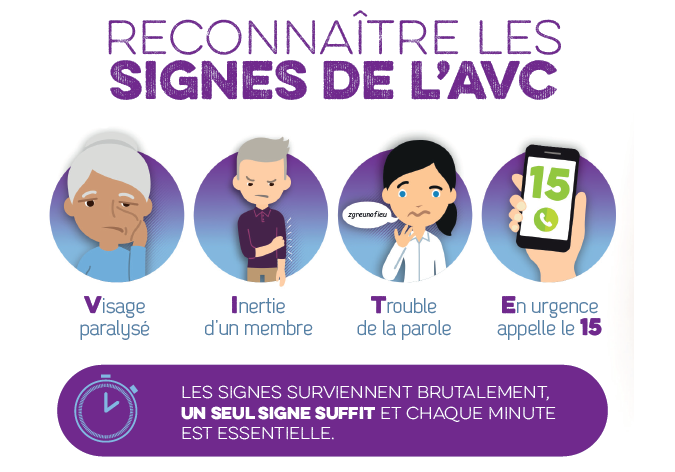 RECONNAÎTRE LES
SIGNES DE L'AVC
zgreunofieu
15
Visage
paralysé
Inertie
d'un membre
Trouble
de la parole
En urgence
appelle le 15
LES SIGNES SURVIENNENT BRUTALEMENT,
UN SEUL SIGNE SUFFIT ET CHAQUE MINUTE
EST ESSENTIELLE.